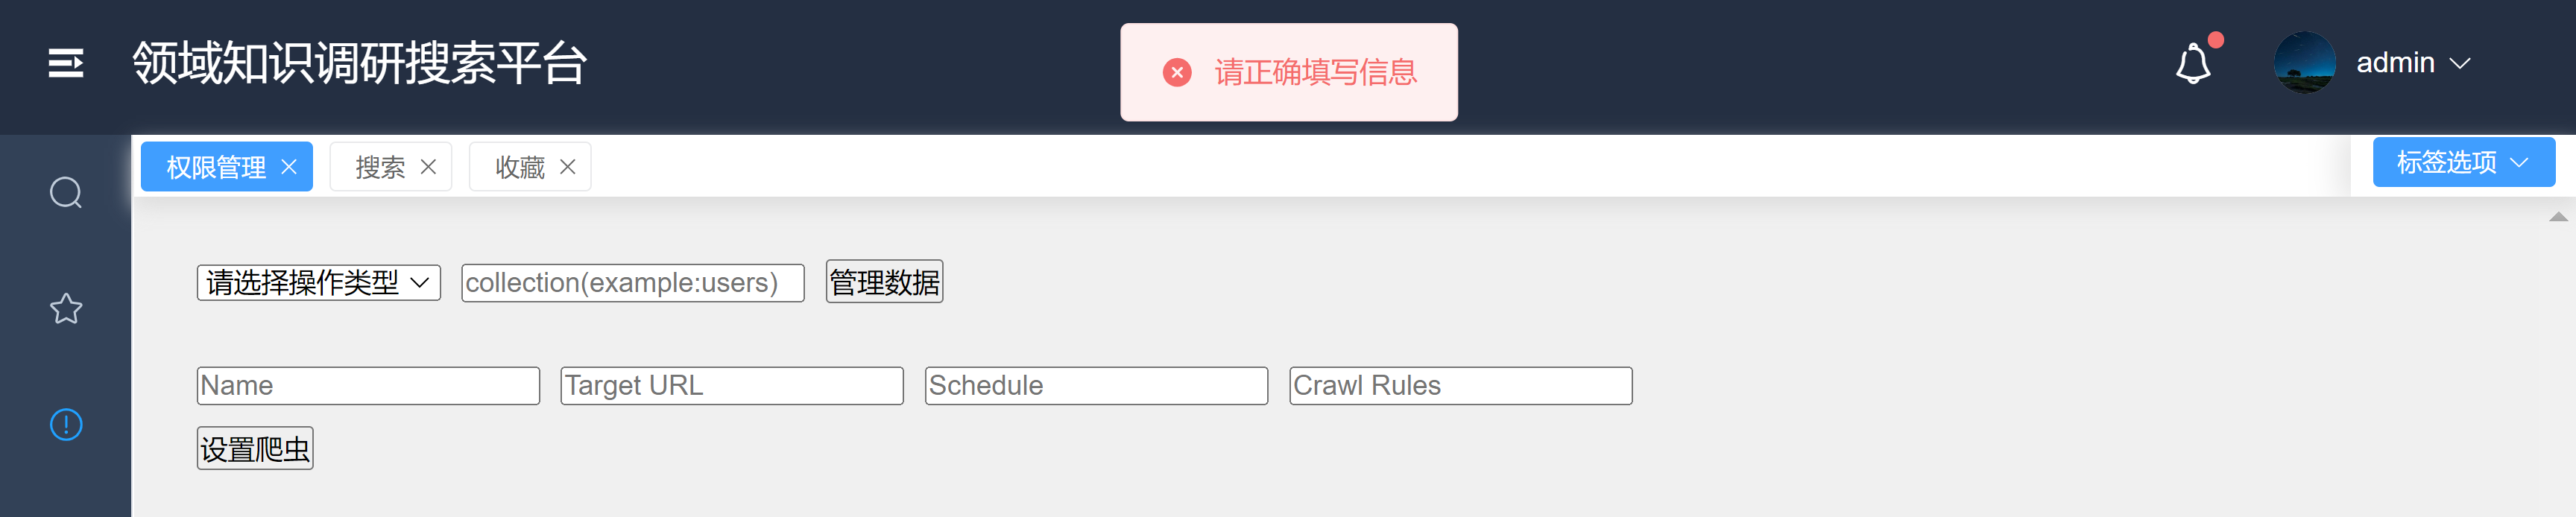 领域知识调研搜索平台
请正确填写信息
admin
权限管理 搜索 收藏 标签选项
请选择操作类型 collection(example:users) 管理数据
Name Target URL Schedule Crawl Rules
设置爬虫